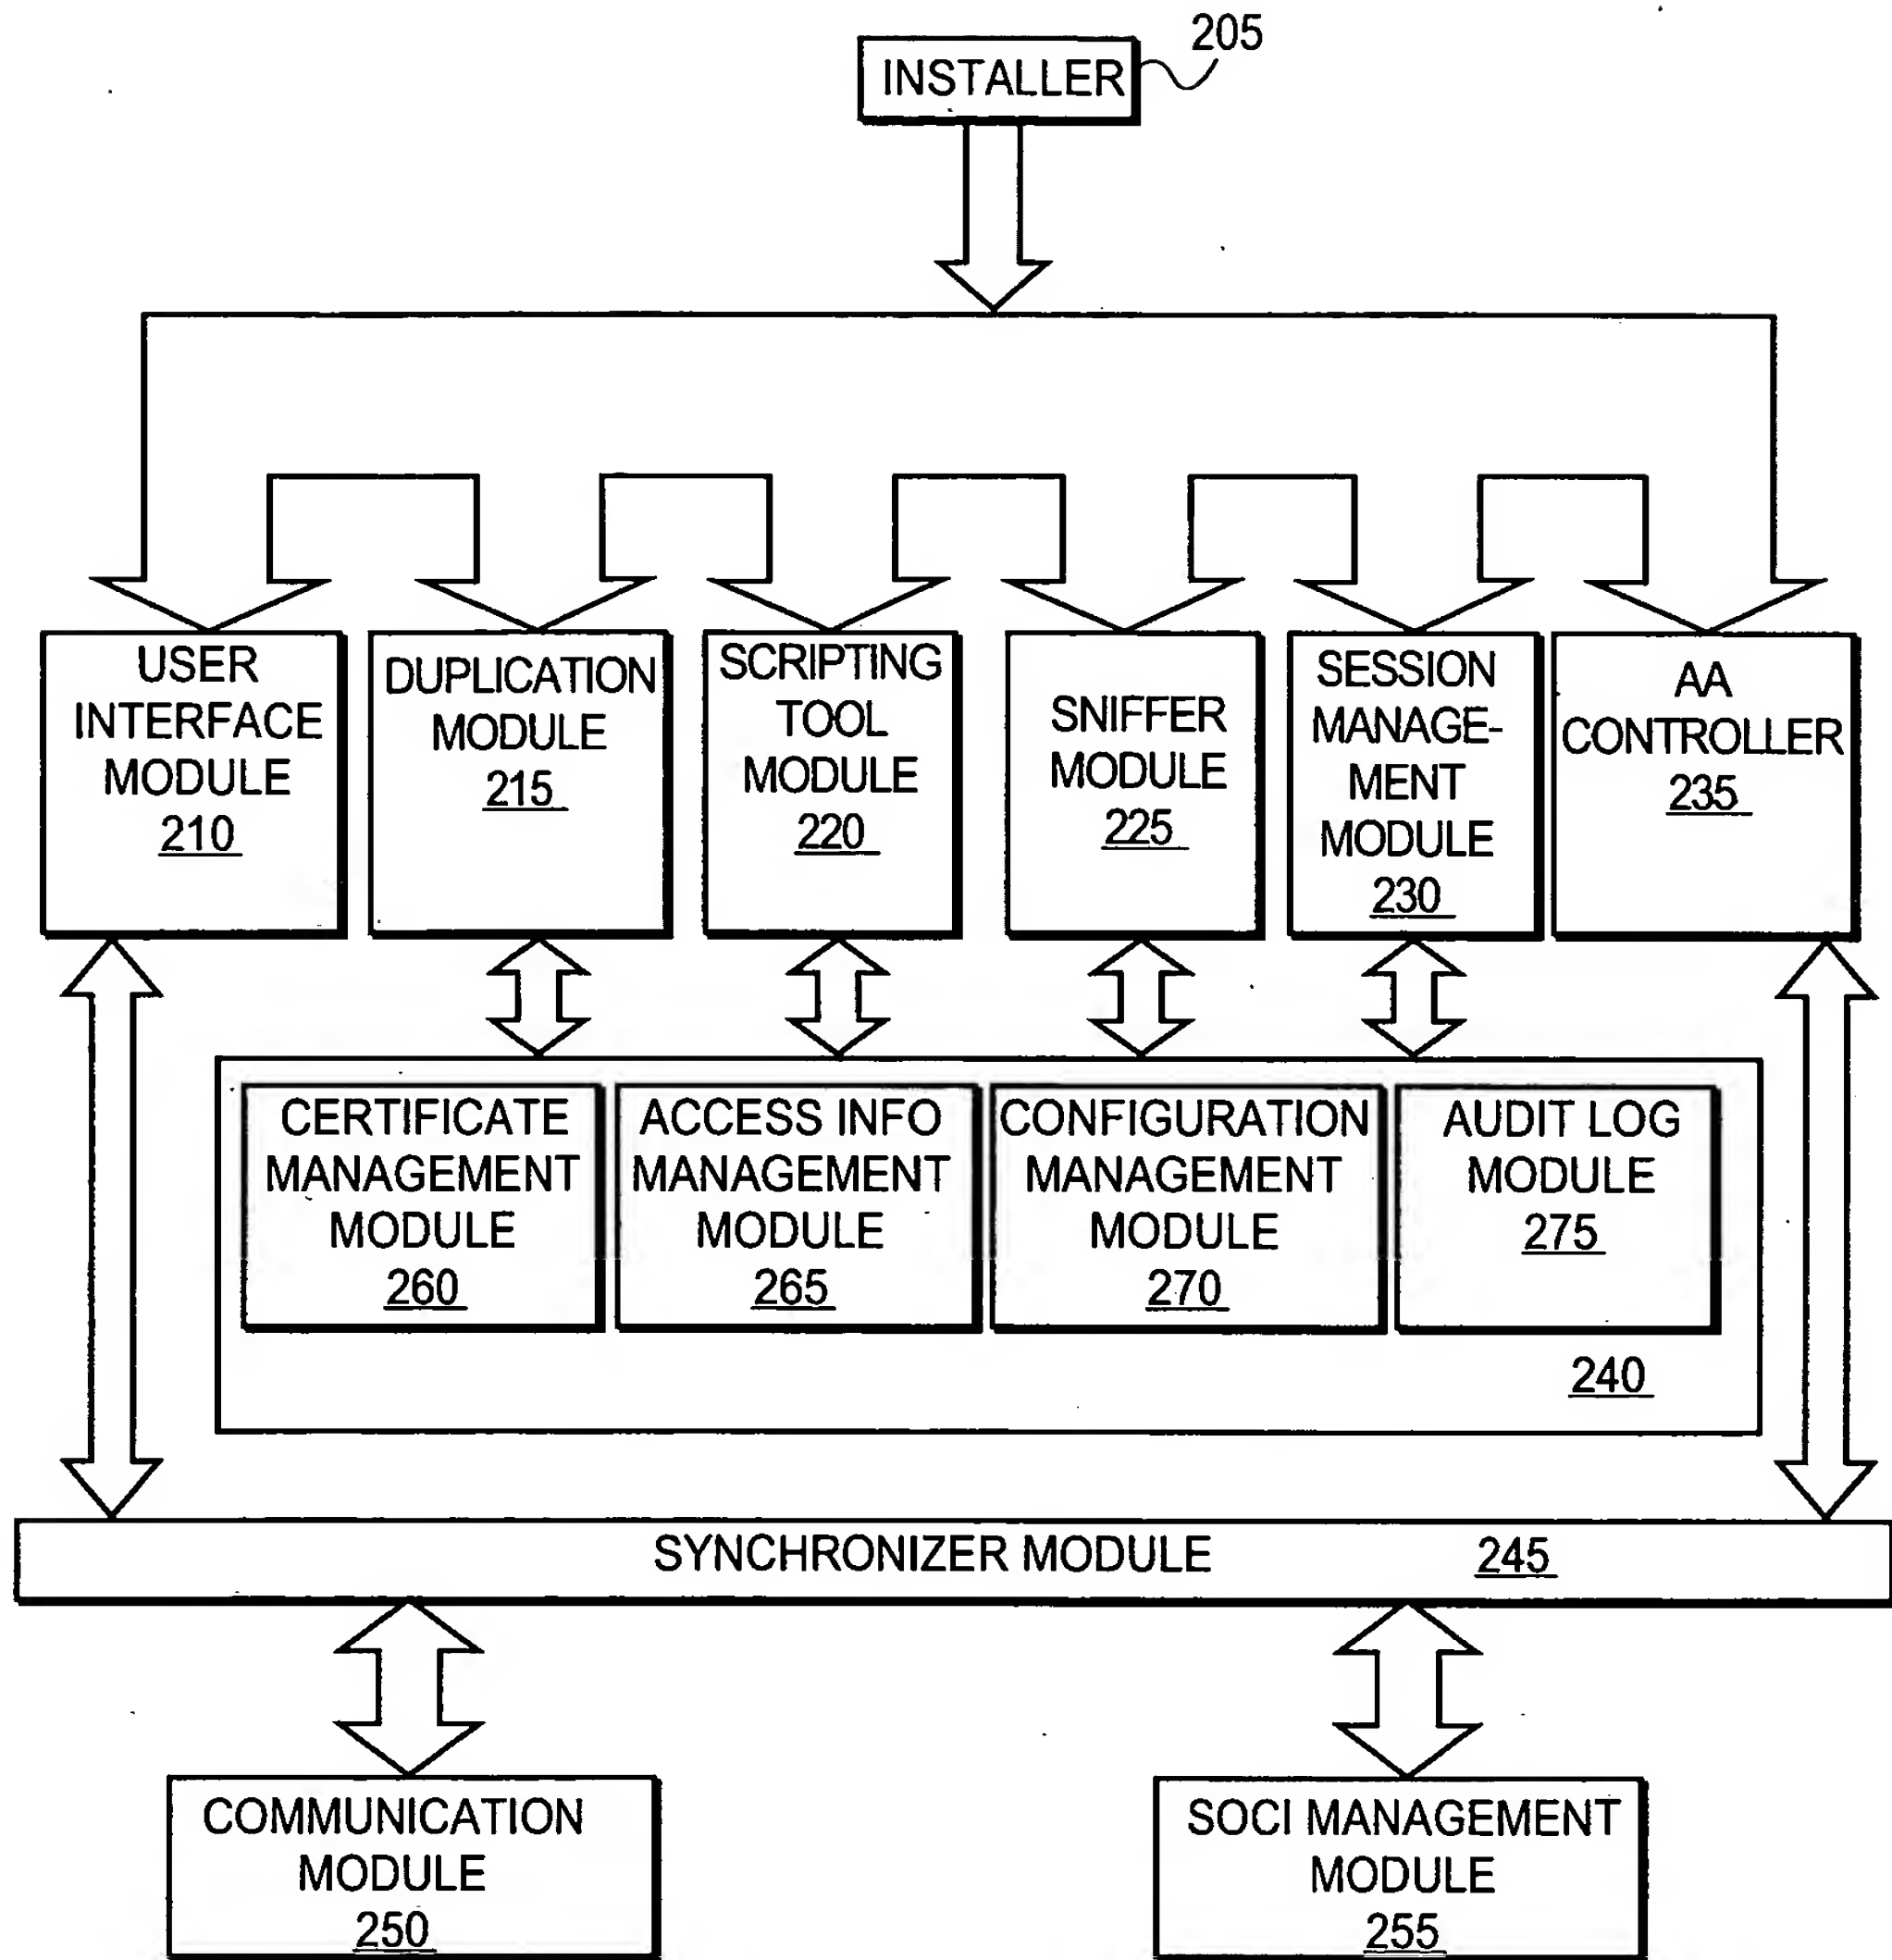 205
INSTALLER
USER
INTERFACE
MODULE
210
DUPLICATION
MODULE
215
SCRIPTING
TOOL
MODULE
220
SNIFFER
MODULE
225
SESSION
MANAGE-
MENT
MODULE
230
AA
CONTROLLER
235
CERTIFICATE
MANAGEMENT
MODULE
260
ACCESS INFO
MANAGEMENT
MODULE
265
CONFIGURATION
MANAGEMENT
MODULE
270
AUDIT LOG
MODULE
275
240
SYNCHRONIZER MODULE 245
COMMUNICATION
MODULE
250
SOCI MANAGEMENT
MODULE
255